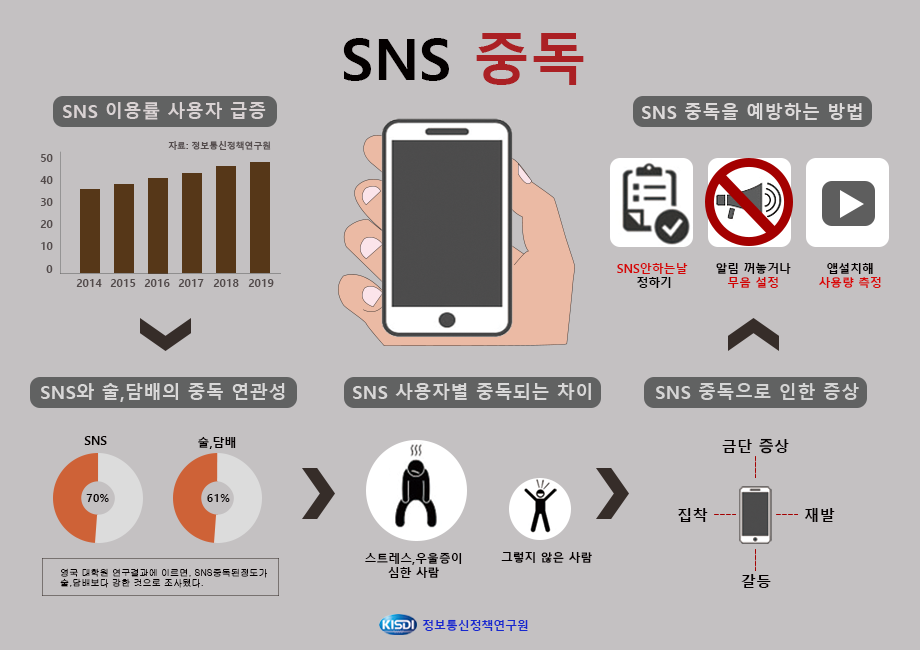 SNS 중독
SNS 이용률 사용자 급증
자료: 정보통신정책연구원
50
40
30
20
10
0
2014 2015 2016 2017 2018 2019
SNS와 술,담배의 중독 연관성
SNS
술,담배
70%
61%
영국 대학원 연구결과에 이르면, SNS중독된정도가
술,담배보다 강한 것으로 조사됐다.
SNS 사용자별 중독되는 차이
스트레스,우울증이
심한 사람
그렇지 않은 사람
SNS 중독으로 인한 증상
금단 증상
집착
재발
갈등
SNS 중독을 예방하는 방법
SNS안하는날
정하기
알림 꺼놓거나
무음 설정
앱설치해
사용량 측정
KISDI 정보통신정책연구원